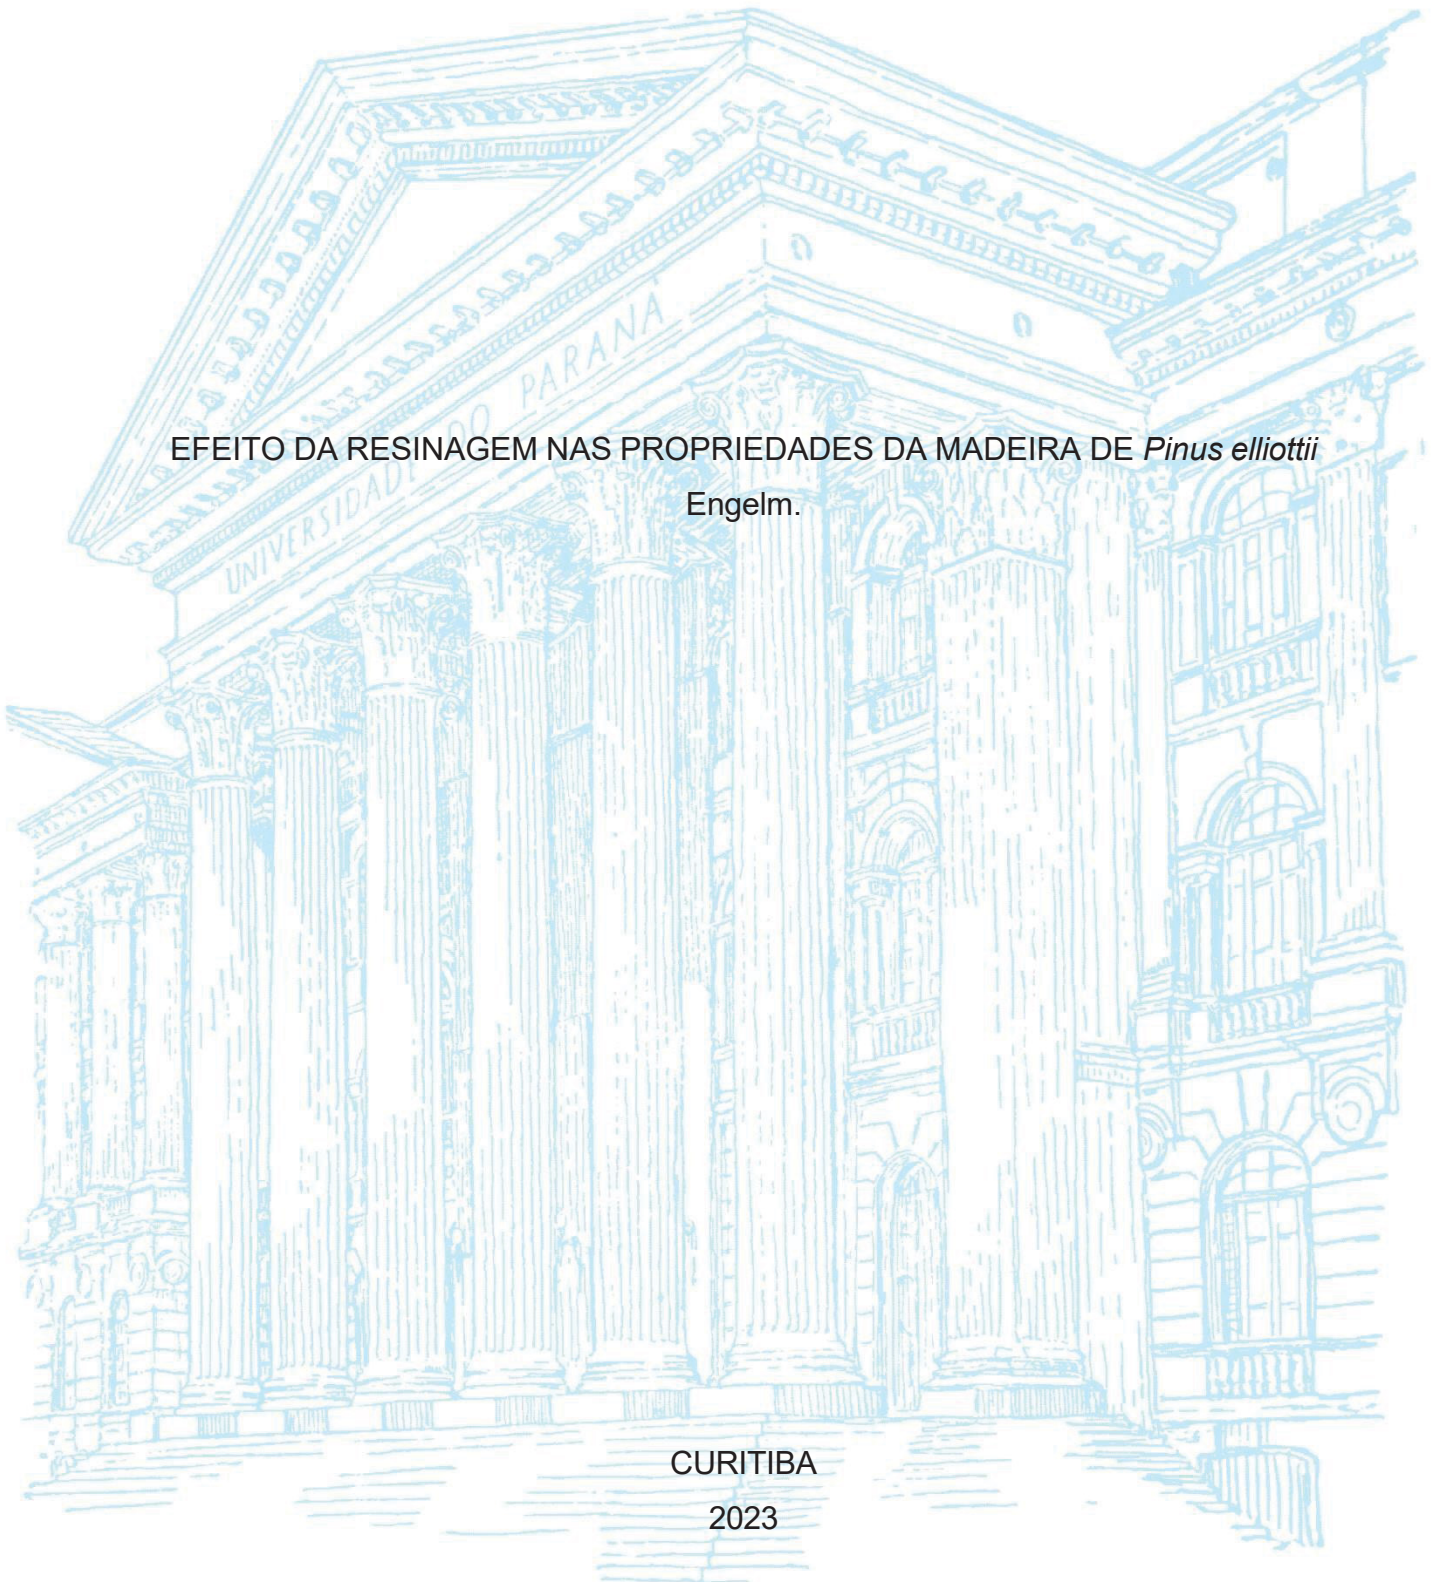 UNIVERSIDADE DO PARANÁ
EFEITO DA RESINAGEM NAS PROPRIEDADES DA MADEIRA DE Pinus elliottii
Engelm.
CURITIBA
2023